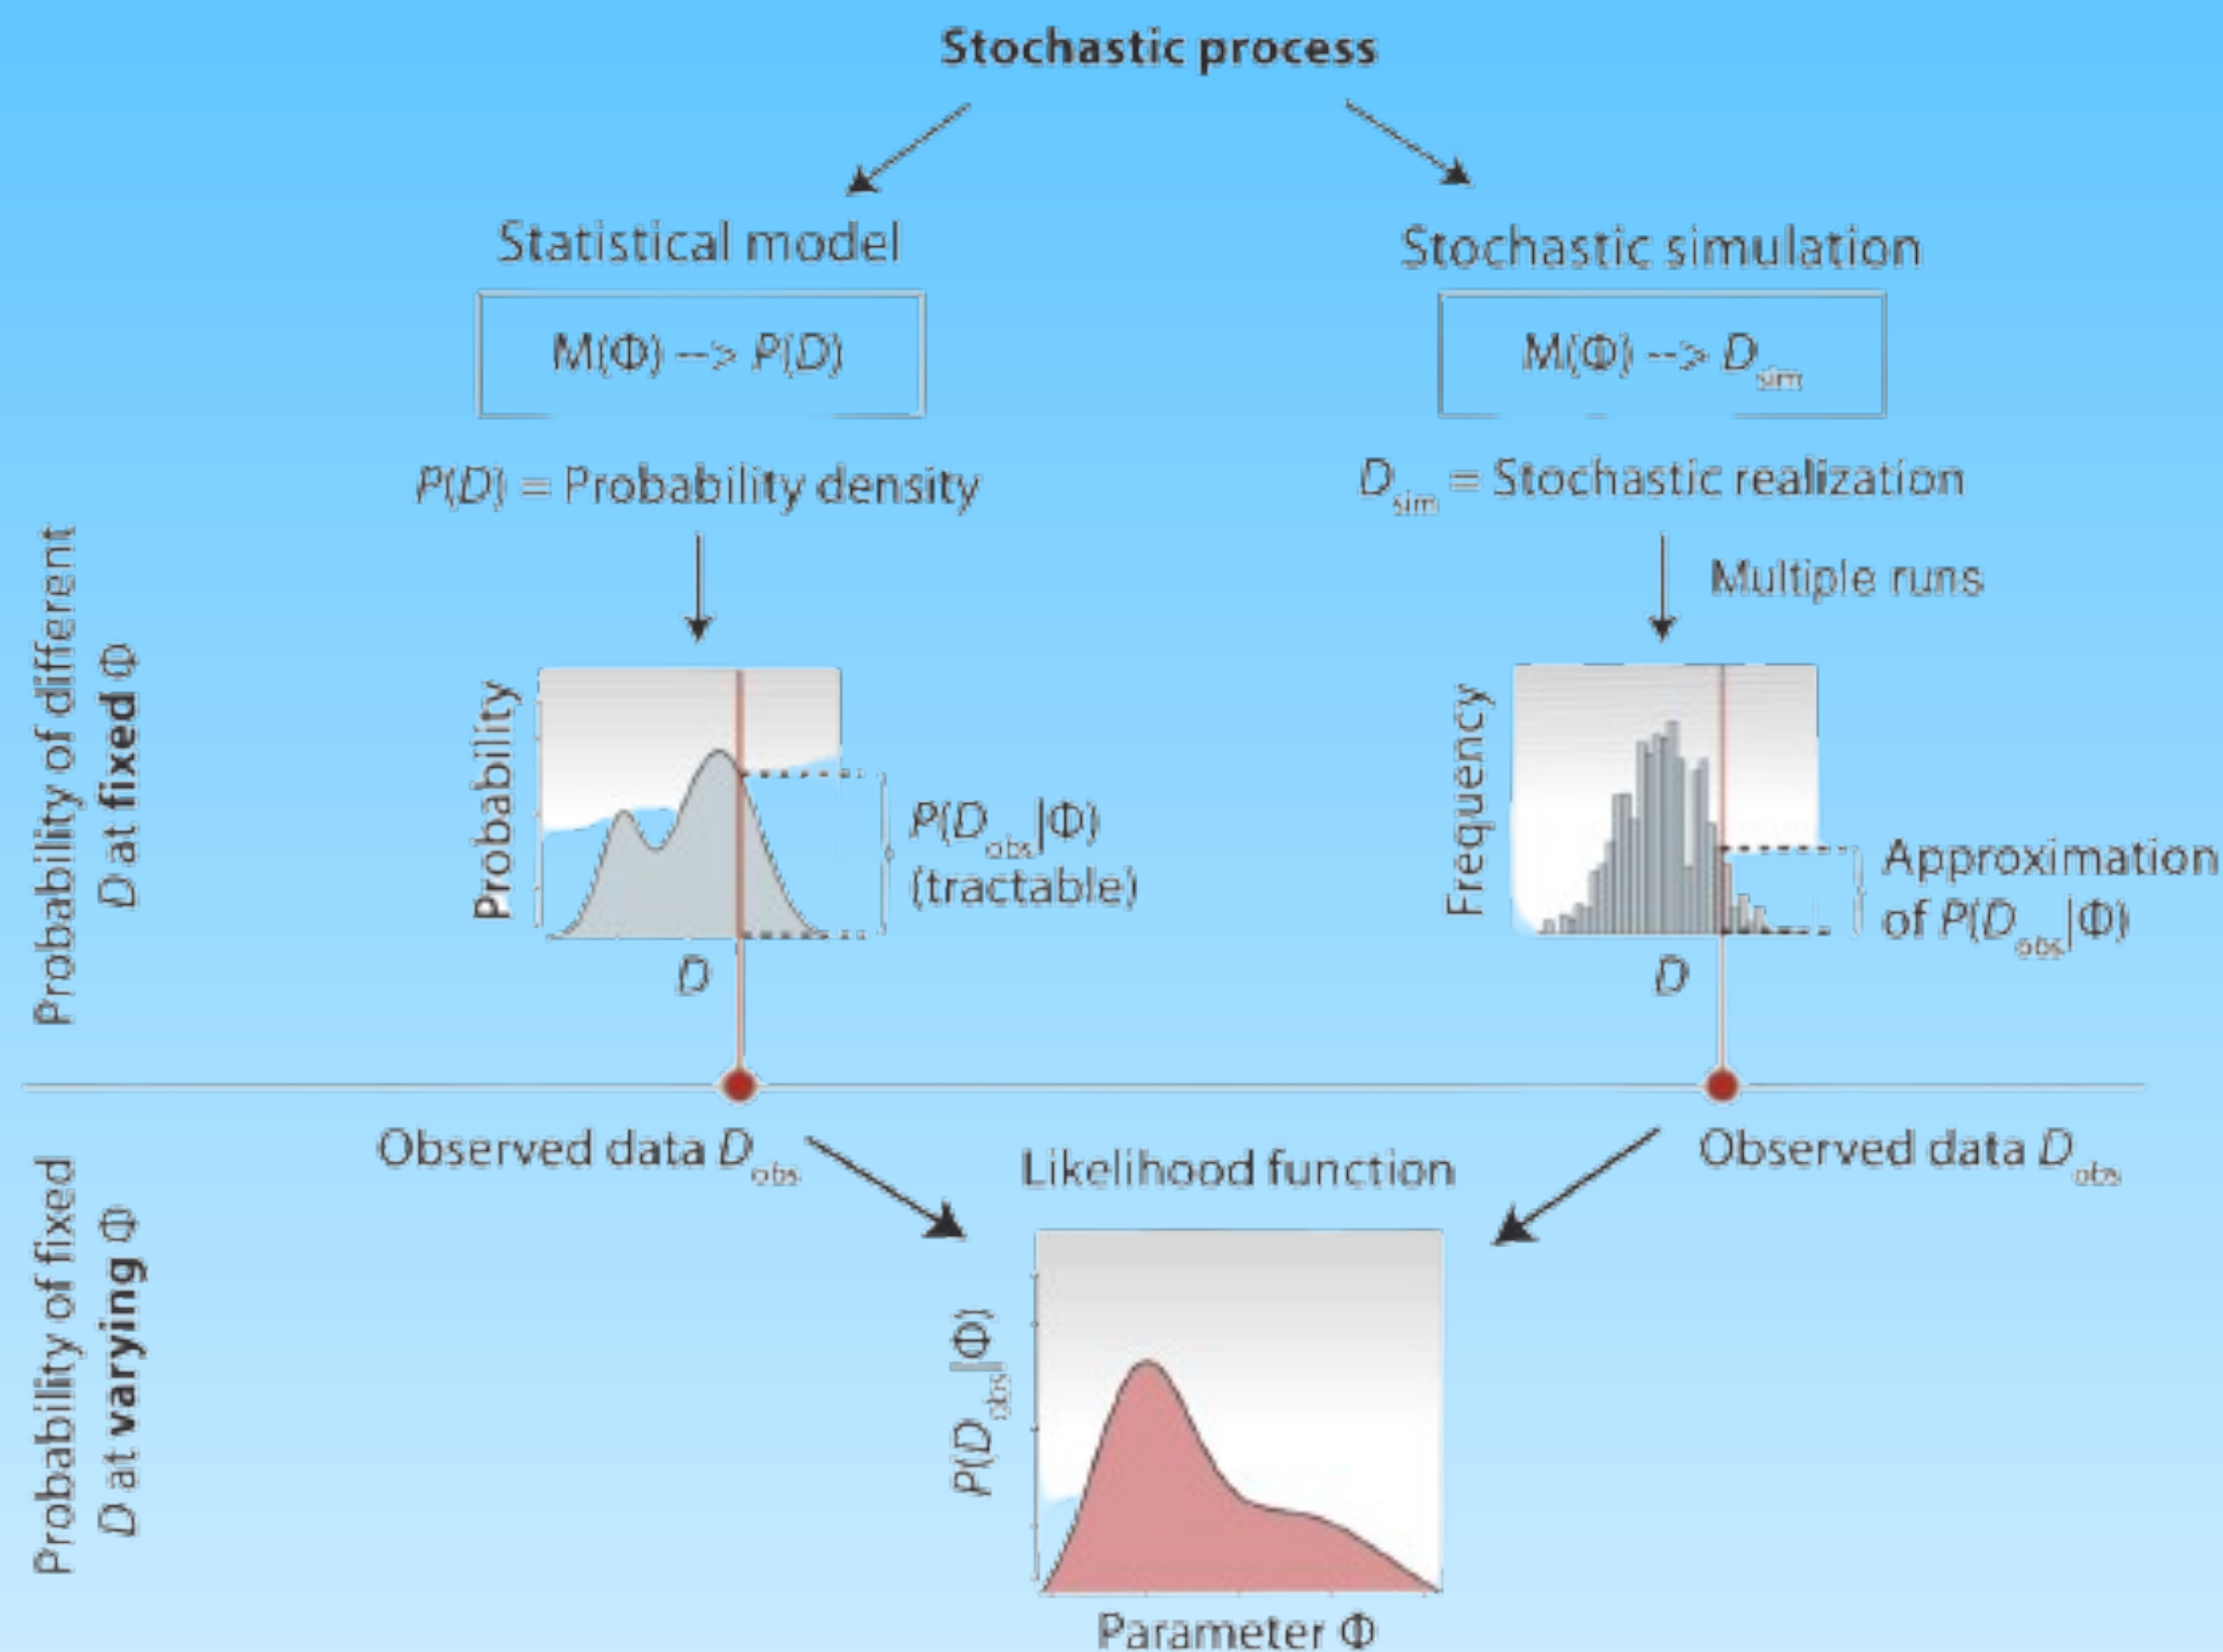 Stochastic process
Statistical model
Stochastic simulation
M(Φ) --> P(D)
M(Φ) --> D_sim
P(D) = Probability density
D_sim = Stochastic realization
Multiple runs
Probability of different
D at fixed Φ
Probability
P(D_obs|Φ)
(tractable)
D
Frequency
Approximation
of P(D_obs|Φ)
D
Observed data D_obs
Observed data D_obs
Likelihood function
Probability of fixed
D at varying Φ
P(D_obs|Φ)
Parameter Φ